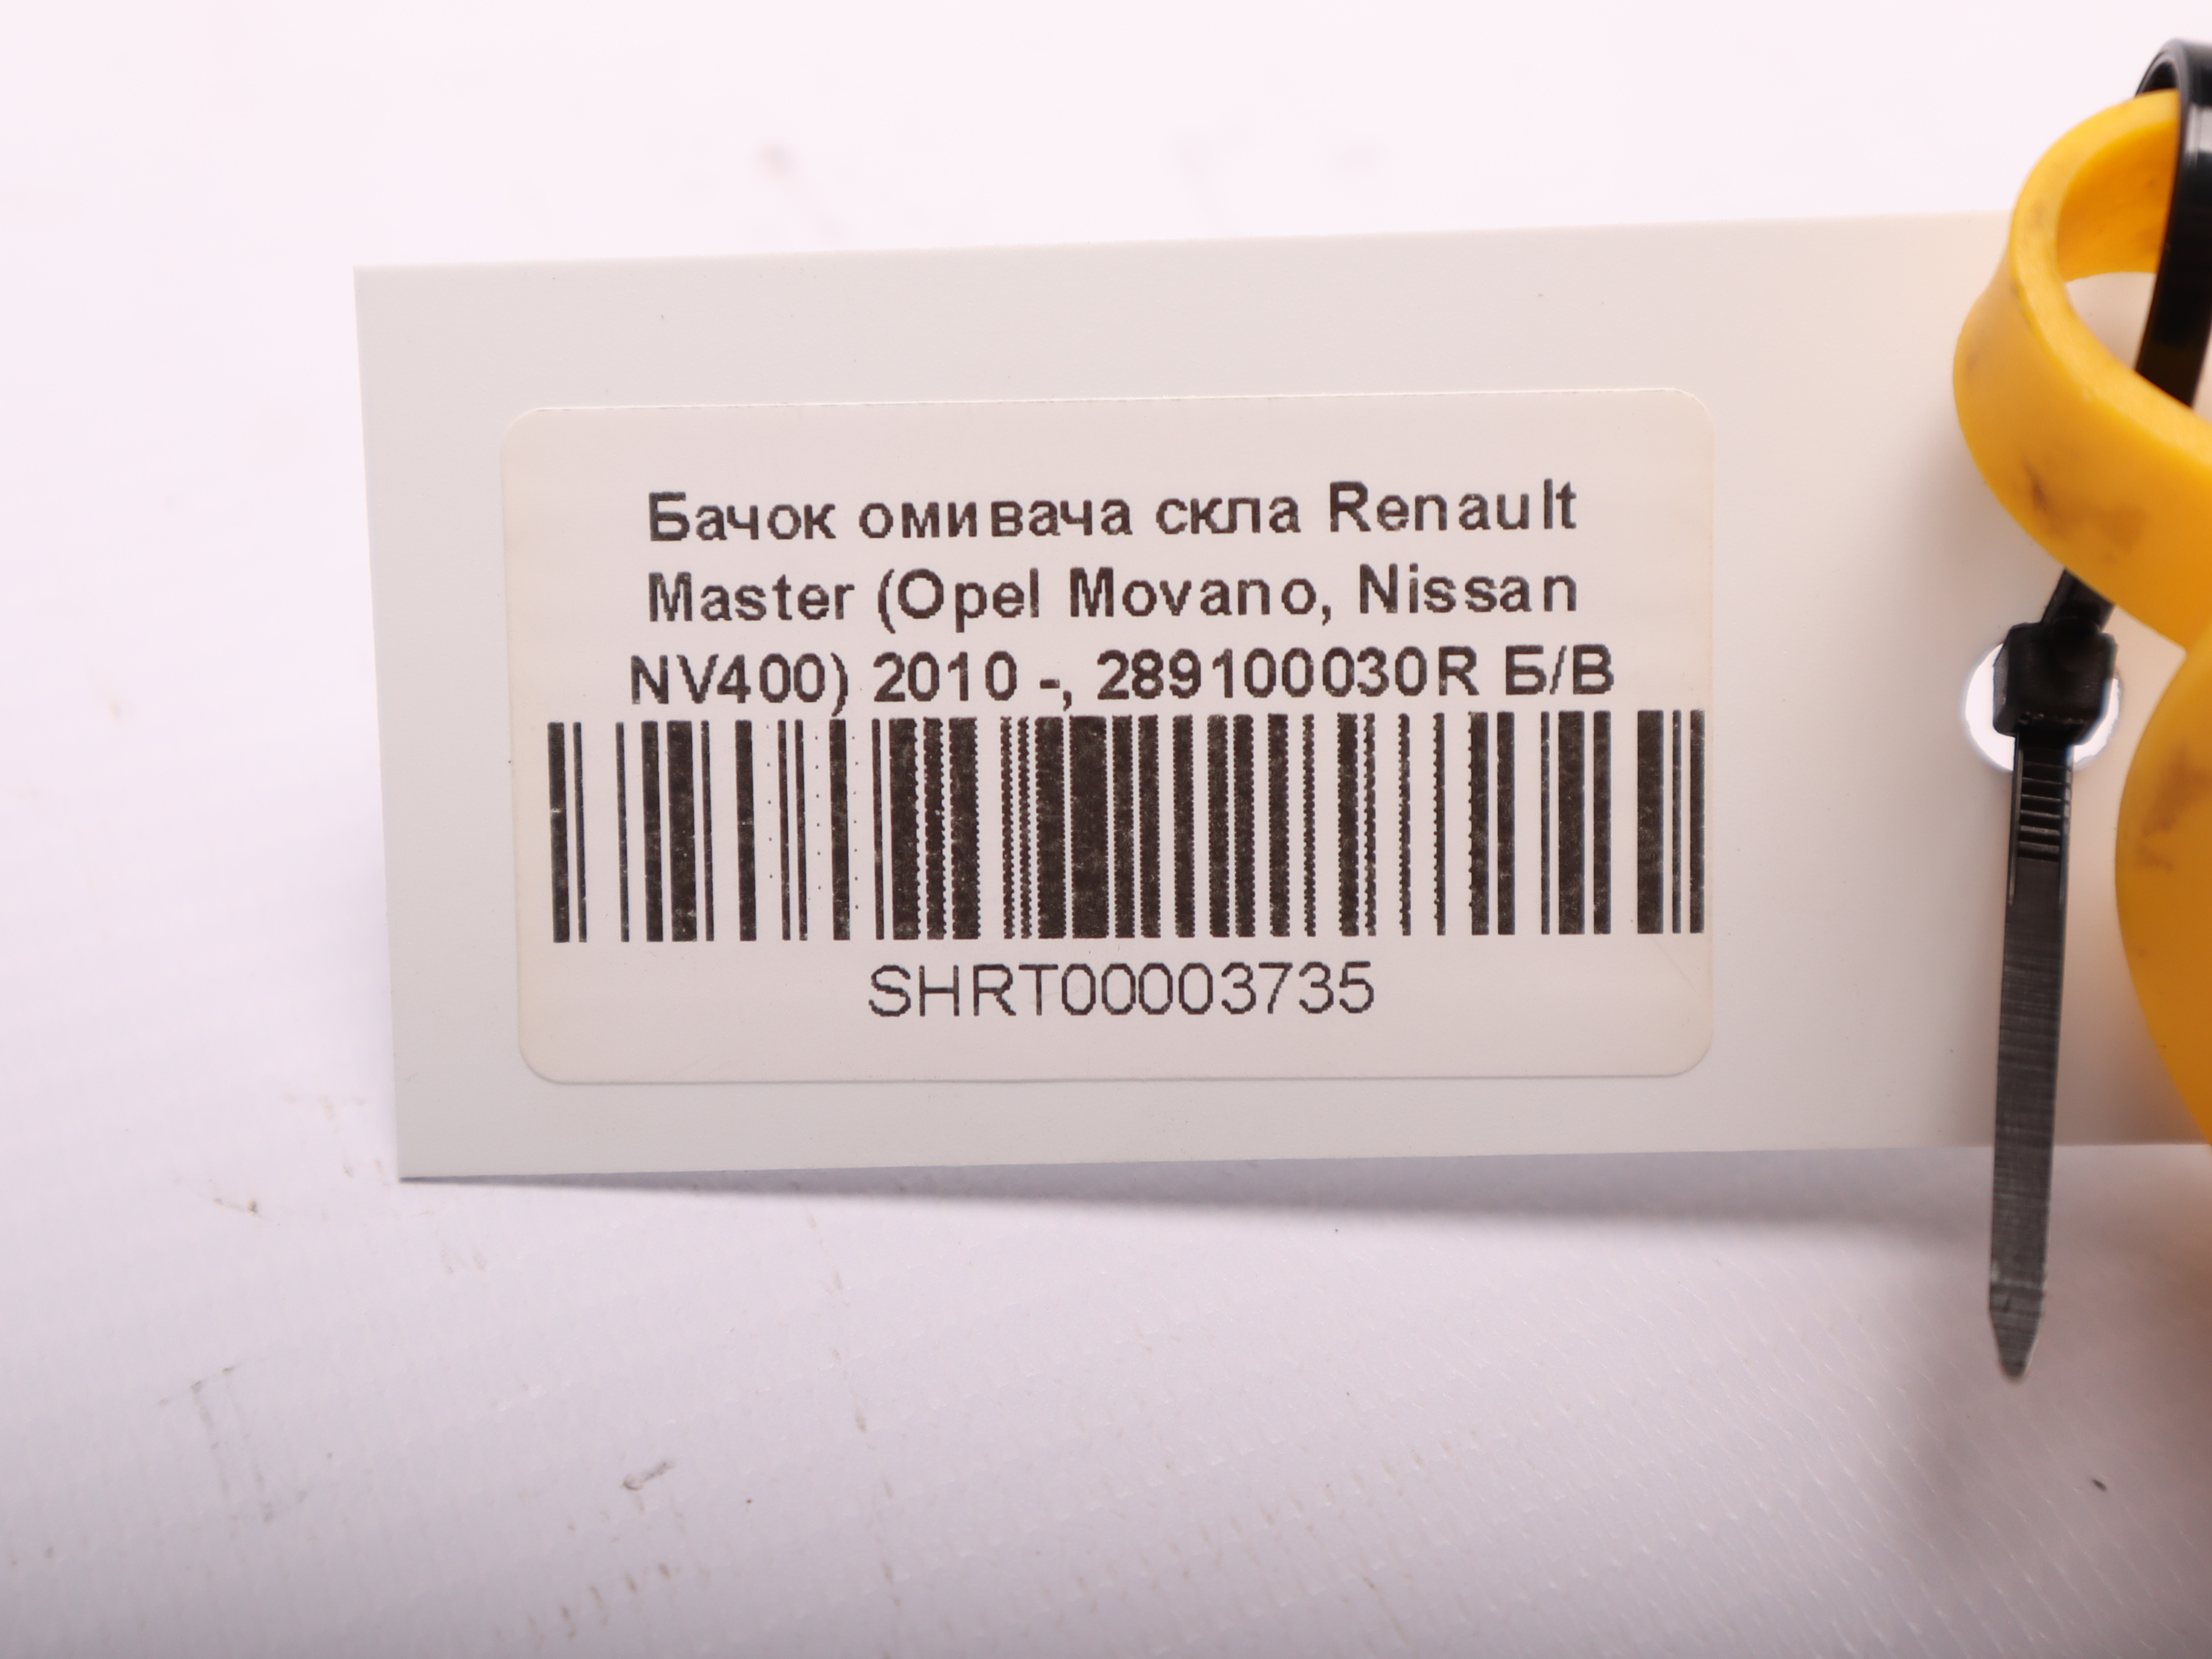 Бачок омивача скла Renault
Master (Opel Movano, Nissan
NV400) 2010 -, 289100030R Б/В
SHRT00003735